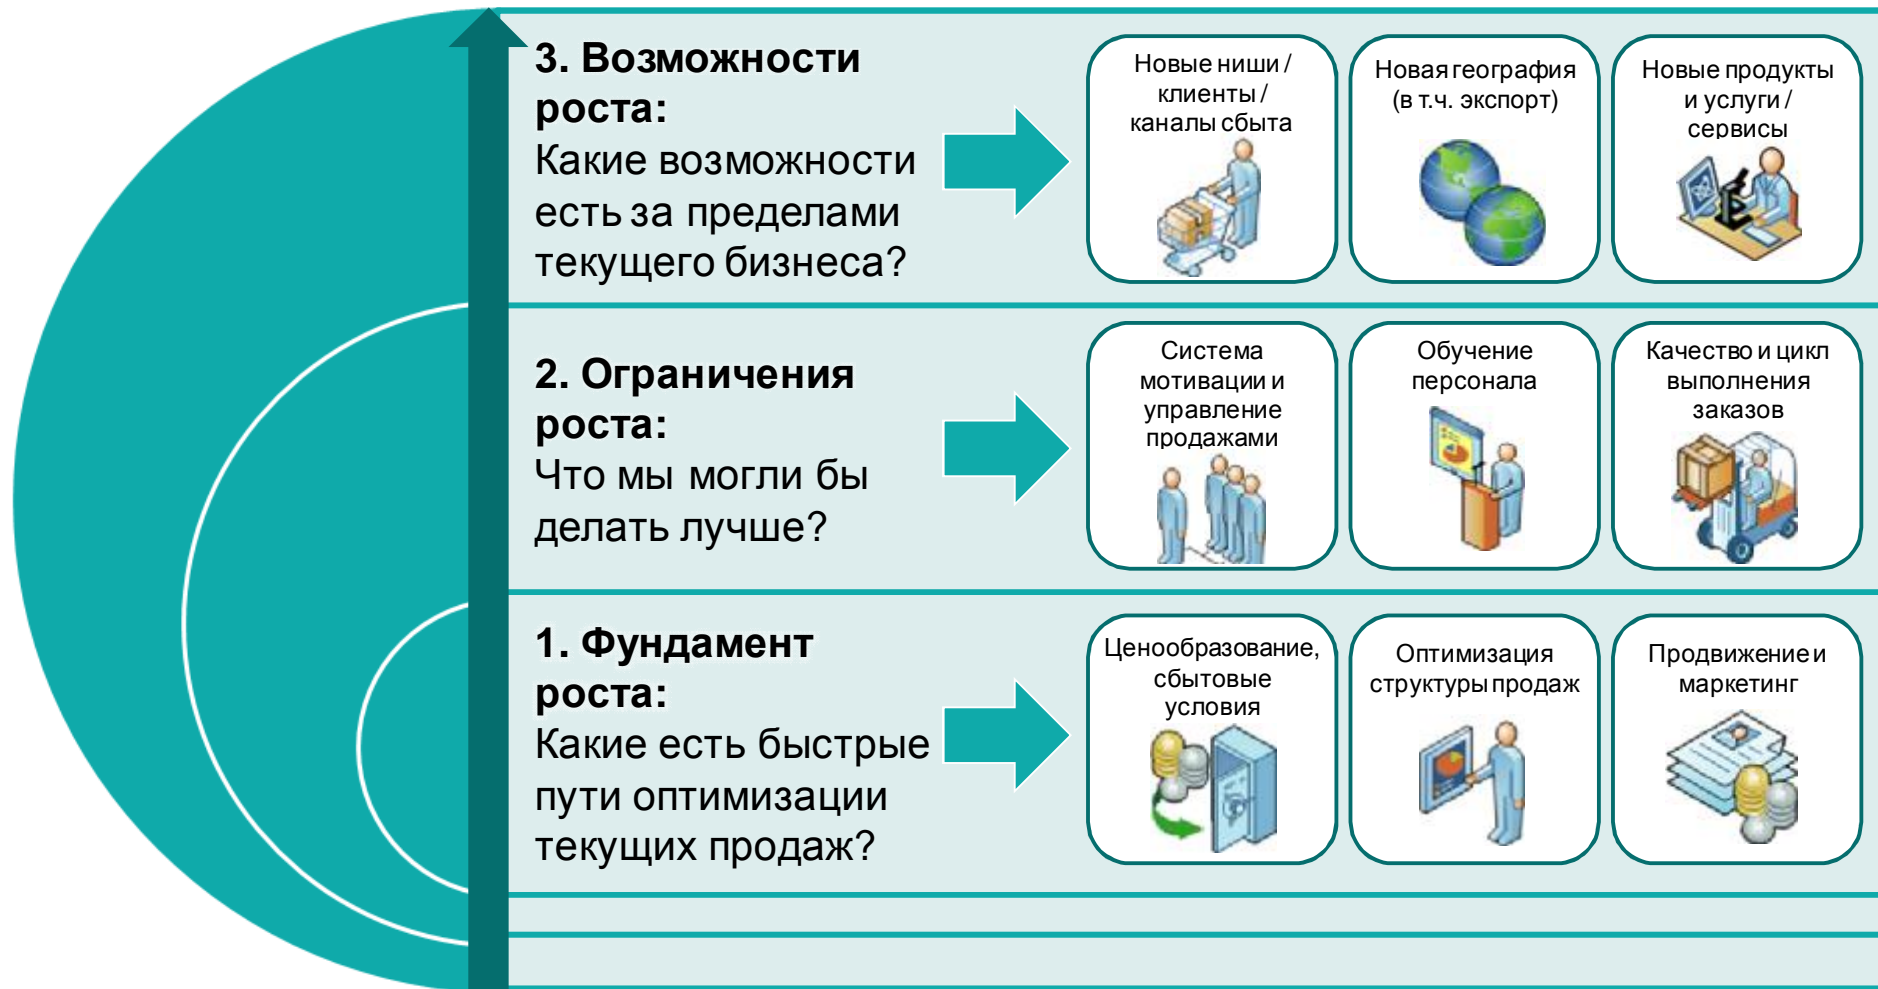 3. Возможности
роста:
Какие возможности
есть за пределами
текущего бизнеса?
Новые ниши /
клиенты /
каналы сбыта
Новая география
(в т.ч. экспорт)
Новые продукты
и услуги /
сервисы
2. Ограничения
роста:
Что мы могли бы
делать лучше?
Система
мотивации и
управление
продажами
Обучение
персонала
Качество и цикл
выполнения
заказов
1. Фундамент
роста:
Какие есть быстрые
пути оптимизации
текущих продаж?
Ценообразование,
сбытовые
условия
Оптимизация
структуры продаж
Продвижение и
маркетинг